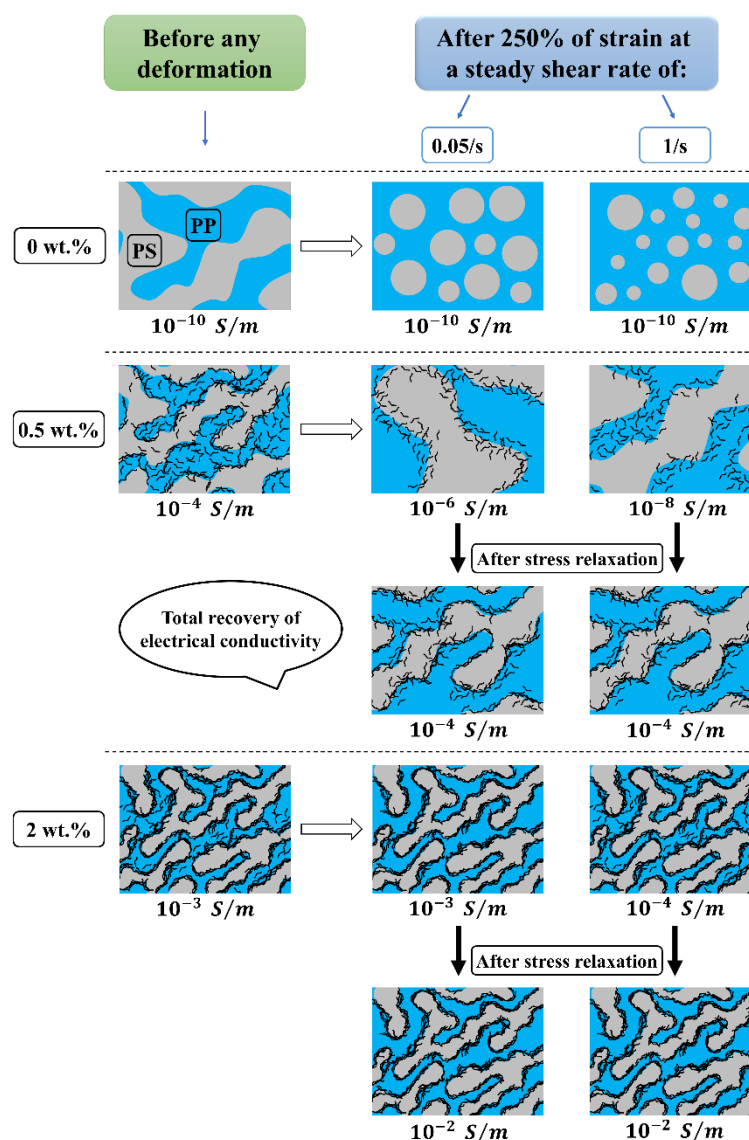 Before any
deformation
After 250% of strain at
a steady shear rate of:
0.05/s
1/s
0 wt.%
PS
PP
10⁻¹⁰ S/m
10⁻¹⁰ S/m
10⁻¹⁰ S/m
0.5 wt.%
10⁻⁴ S/m
10⁻⁶ S/m
10⁻⁸ S/m
After stress relaxation
Total recovery of
electrical conductivity
10⁻⁴ S/m
10⁻⁴ S/m
2 wt.%
10⁻³ S/m
10⁻³ S/m
10⁻⁴ S/m
After stress relaxation
10⁻² S/m
10⁻² S/m